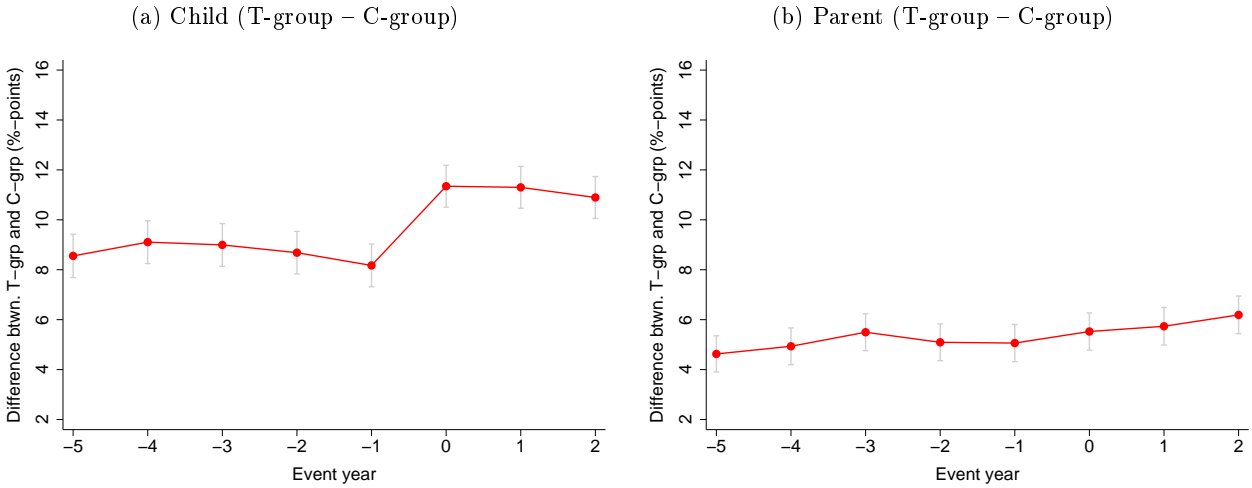 (a) Child (T-group – C-group)
Difference btwn. T−grp and C−grp (%−points)
16
14
12
10
8
6
4
2
−5 −4 −3 −2 −1 0 1 2
Event year
(b) Parent (T-group – C-group)
Difference btwn. T−grp and C−grp (%−points)
16
14
12
10
8
6
4
2
−5 −4 −3 −2 −1 0 1 2
Event year